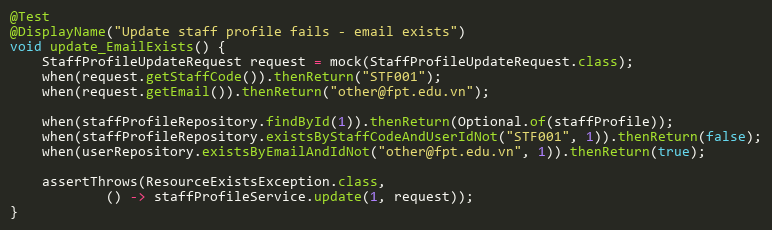 @Test
@DisplayName("Update staff profile fails - email exists")
void update_EmailExists() {
    StaffProfileUpdateRequest request = mock(StaffProfileUpdateRequest.class);
    when(request.getStaffCode()).thenReturn("STF001");
    when(request.getEmail()).thenReturn("other@fpt.edu.vn");

    when(staffProfileRepository.findById(1)).thenReturn(Optional.of(staffProfile));
    when(staffProfileRepository.existsByStaffCodeAndUserIdNot("STF001", 1)).thenReturn(false);
    when(userRepository.existsByEmailAndIdNot("other@fpt.edu.vn", 1)).thenReturn(true);

    assertThrows(ResourceExistsException.class,
            () -> staffProfileService.update(1, request));
}